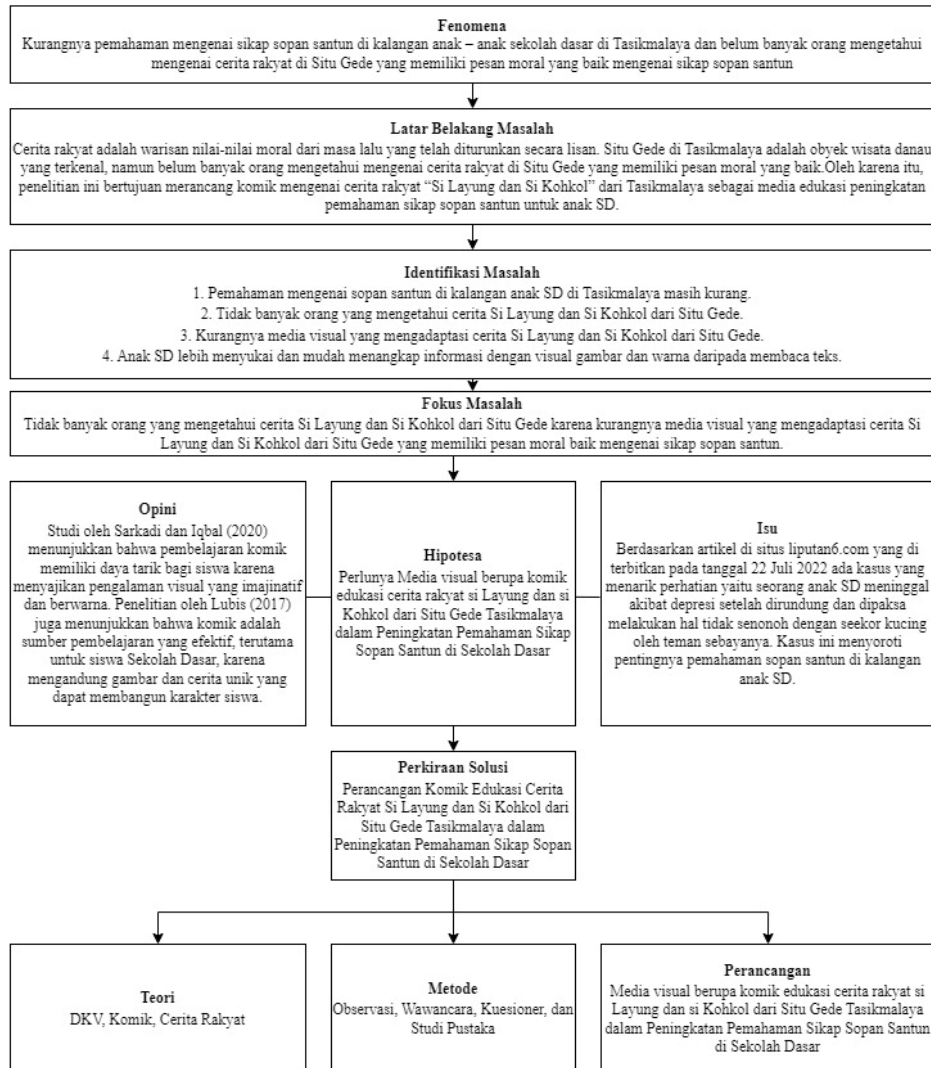 Fenomena
Kurangnya pemahaman mengenai sikap sopan santun di kalangan anak – anak sekolah dasar di Tasikmalaya dan belum banyak orang mengetahui
mengenai cerita rakyat di Situ Gede yang memiliki pesan moral yang baik mengenai sikap sopan santun
Latar Belakang Masalah
Cerita rakyat adalah warisan nilai-nilai moral dari masa lalu yang telah diturunkan secara lisan. Situ Gede di Tasikmalaya adalah obyek wisata danau
yang terkenal, namun belum banyak orang mengetahui mengenai cerita rakyat di Situ Gede yang memiliki pesan moral yang baik.Oleh karena itu,
penelitian ini bertujuan merancang komik mengenai cerita rakyat “Si Layung dan Si Kohkol” dari Tasikmalaya sebagai media edukasi peningkatan
pemahaman sikap sopan santun untuk anak SD.
Identifikasi Masalah
1. Pemahaman mengenai sopan santun di kalangan anak SD di Tasikmalaya masih kurang.
2. Tidak banyak orang yang mengetahui cerita Si Layung dan Si Kohkol dari Situ Gede.
3. Kurangnya media visual yang mengadaptasi cerita Si Layung dan Si Kohkol dari Situ Gede.
4. Anak SD lebih menyukai dan mudah menangkap informasi dengan visual gambar dan warna daripada membaca teks.
Fokus Masalah
Tidak banyak orang yang mengetahui cerita Si Layung dan Si Kohkol dari Situ Gede karena kurangnya media visual yang mengadaptasi cerita Si
Layung dan Si Kohkol dari Situ Gede yang memiliki pesan moral baik mengenai sikap sopan santun.
Opini
Studi oleh Sarkadi dan Iqbal (2020)
menunjukkan bahwa pembelajaran komik
memiliki daya tarik bagi siswa karena
menyajikan pengalaman visual yang imajinatif
dan berwarna. Penelitian oleh Lubis (2017)
juga menunjukkan bahwa komik adalah
sumber pembelajaran yang efektif, terutama
untuk siswa Sekolah Dasar, karena
mengandung gambar dan cerita unik yang
dapat membangun karakter siswa.
Hipotesa
Perlunya Media visual berupa komik
edukasi cerita rakyat si Layung dan si
Kohkol dari Situ Gede Tasikmalaya
dalam Peningkatan Pemahaman Sikap
Sopan Santun di Sekolah Dasar
Isu
Berdasarkan artikel di situs liputan6.com yang di
terbitkan pada tanggal 22 Juli 2022 ada kasus yang
menarik perhatian yaitu seorang anak SD meninggal
akibat depresi setelah dirundung dan dipaksa
melakukan hal tidak senonoh dengan seekor kucing
oleh teman sebayanya. Kasus ini menyoroti
pentingnya pemahaman sopan santun di kalangan
anak SD.
Perkiraan Solusi
Perancangan Komik Edukasi Cerita
Rakyat Si Layung dan Si Kohkol dari
Situ Gede Tasikmalaya dalam
Peningkatan Pemahaman Sikap Sopan
Santun di Sekolah Dasar
Teori
DKV, Komik, Cerita Rakyat
Metode
Observasi, Wawancara, Kuesioner, dan
Studi Pustaka
Perancangan
Media visual berupa komik edukasi cerita rakyat si
Layung dan si Kohkol dari Situ Gede Tasikmalaya
dalam Peningkatan Pemahaman Sikap Sopan Santun
di Sekolah Dasar